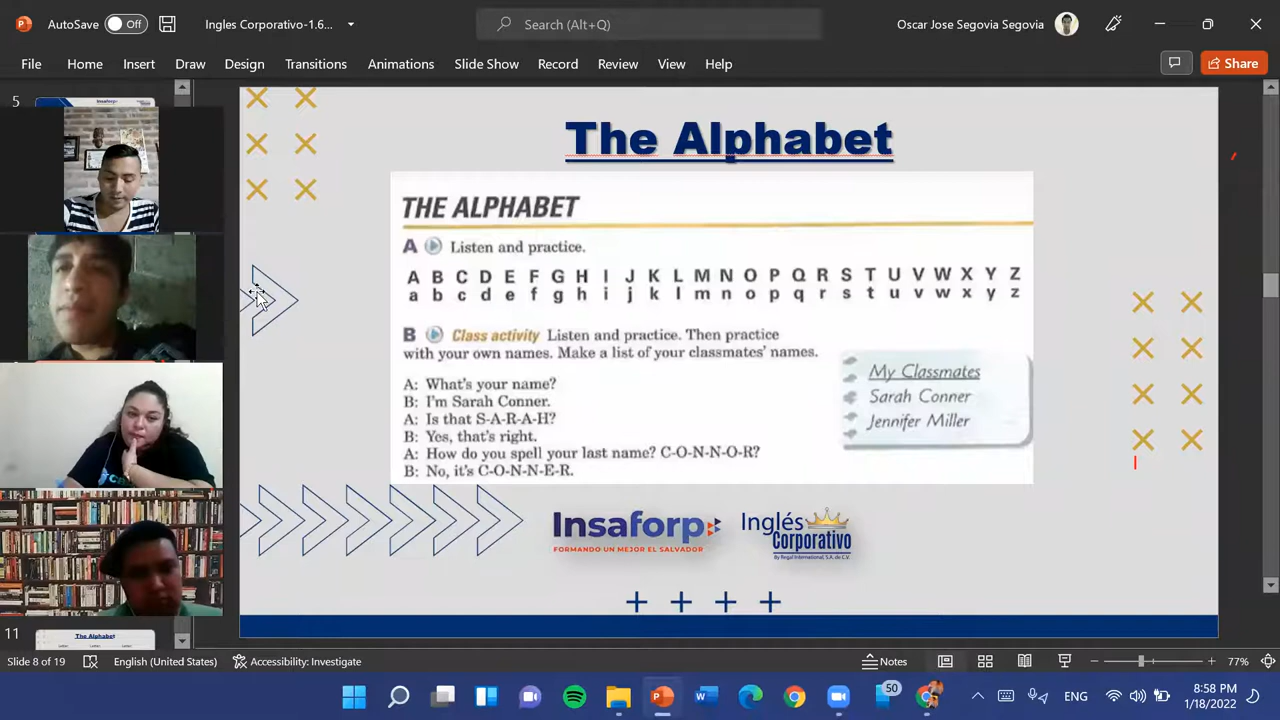 AutoSave Off Ingles Corporativo-1.6... Search (Alt+Q) Oscar Jose Segovia Segovia
File Home Insert Draw Design Transitions Animations Slide Show Record Review View Help Share
5
Insaforp
The Alphabet
THE ALPHABET
A Listen and practice.
A B C D E F G H I J K L M N O P Q R S T U V W X Y Z
a b c d e f g h i j k l m n o p q r s t u v w x y z
B Class activity Listen and practice. Then practice
with your own names. Make a list of your classmates' names.
A: What's your name?
B: I'm Sarah Conner.
A: Is that S-A-R-A-H?
B: Yes, that's right.
A: How do you spell your last name? C-O-N-N-O-R?
B: No, it's C-O-N-N-E-R.
My Classmates
Sarah Conner
Jennifer Miller
Insaforp
FORMANDO UN MEJOR EL SALVADOR
Inglés
Corporativo
By Regal International, S.A. de C.V.
11
The Alphabet
Slide 8 of 19 English (United States) Accessibility: Investigate Notes 77%
50 ENG
8:58 PM
1/18/2022